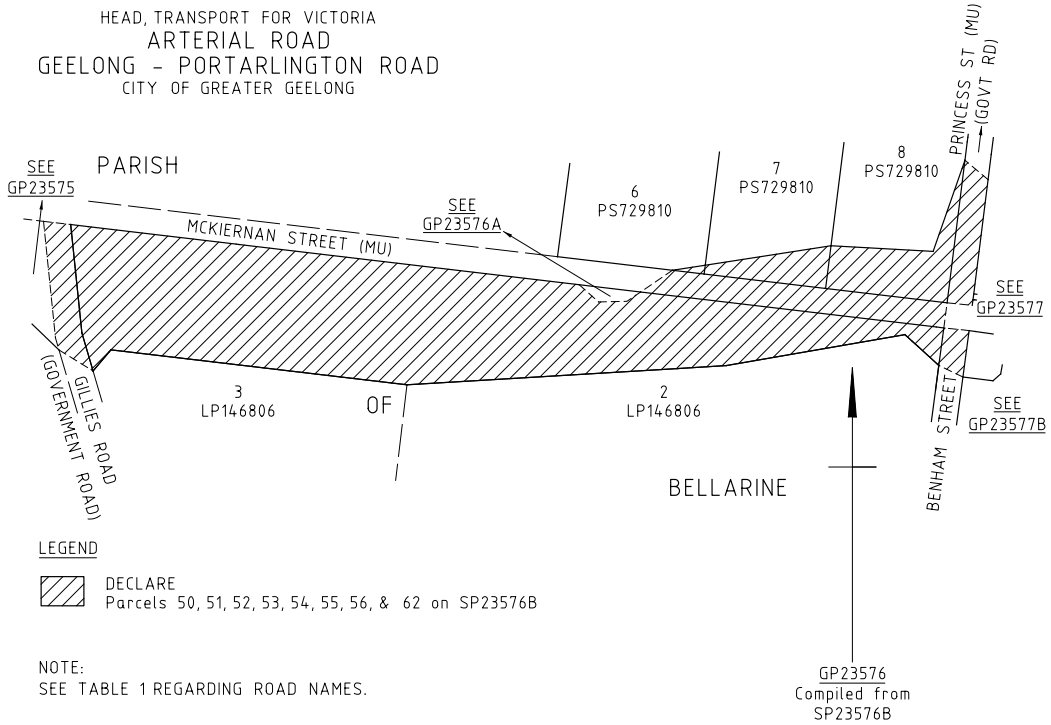 HEAD, TRANSPORT FOR VICTORIA
ARTERIAL ROAD
GEELONG - PORTARLINGTON ROAD
CITY OF GREATER GEELONG
PRINCESS ST (MU)
(GOVT RD)
SEE
GP23575
PARISH
MCKIERNAN STREET (MU)
SEE
GP23576A
6
PS729810
7
PS729810
8
PS729810
SEE
GP23577
GILLIES ROAD
(GOVERNMENT ROAD)
3
LP146806
OF
2
LP146806
BENHAM STREET
SEE
GP23577B
BELLARINE
LEGEND
DECLARE
Parcels 50, 51, 52, 53, 54, 55, 56, & 62 on SP23576B
NOTE:
SEE TABLE 1 REGARDING ROAD NAMES.
GP23576
Compiled from
SP23576B